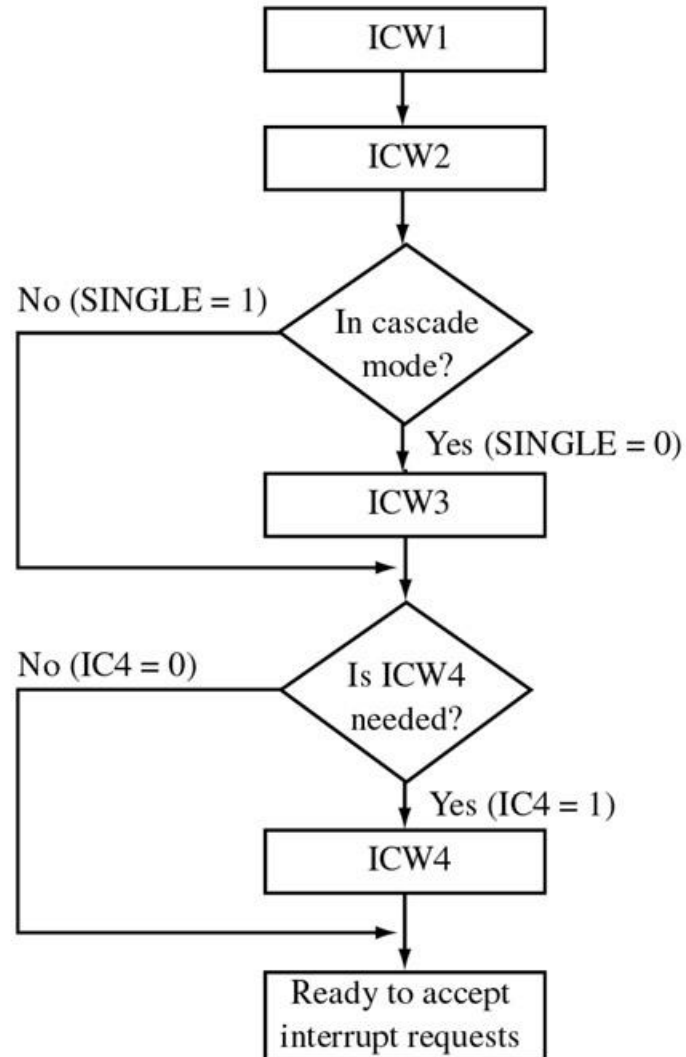 ICW1
ICW2
No (SINGLE = 1)
In cascade
mode?
Yes (SINGLE = 0)
ICW3
No (IC4 = 0)
Is ICW4
needed?
Yes (IC4 = 1)
ICW4
Ready to accept
interrupt requests